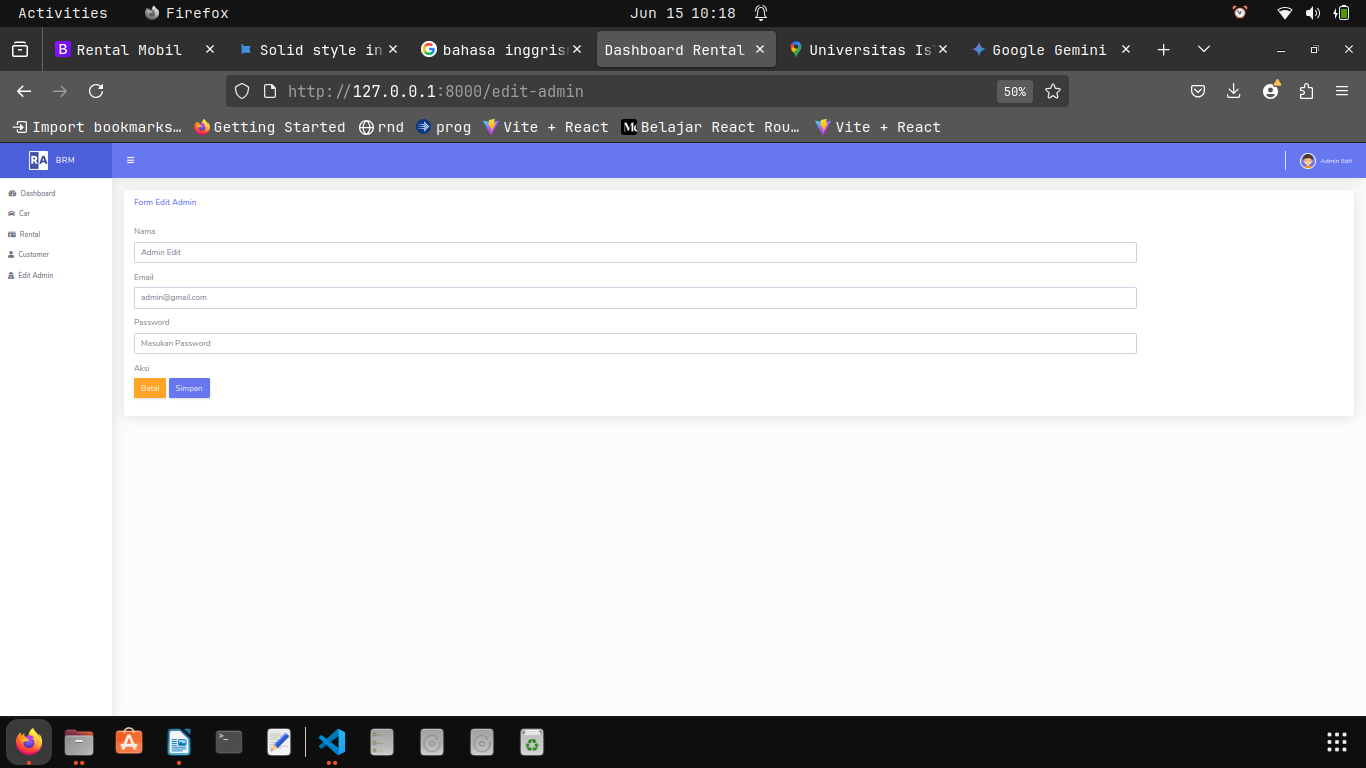 Activities Firefox Jun 15 10:18
Rental Mobil Solid style in bahasa inggris Dashboard Rental Universitas Is Google Gemini
http://127.0.0.1:8000/edit-admin 50%
Import bookmarks… Getting Started rnd prog Vite + React Belajar React Rou… Vite + React
RA BRM Admin Edit
Dashboard
Car
Rental
Customer
Edit Admin
Form Edit Admin
Nama
Admin Edit
Email
admin@gmail.com
Password
Masukan Password
Aksi
Batal Simpan